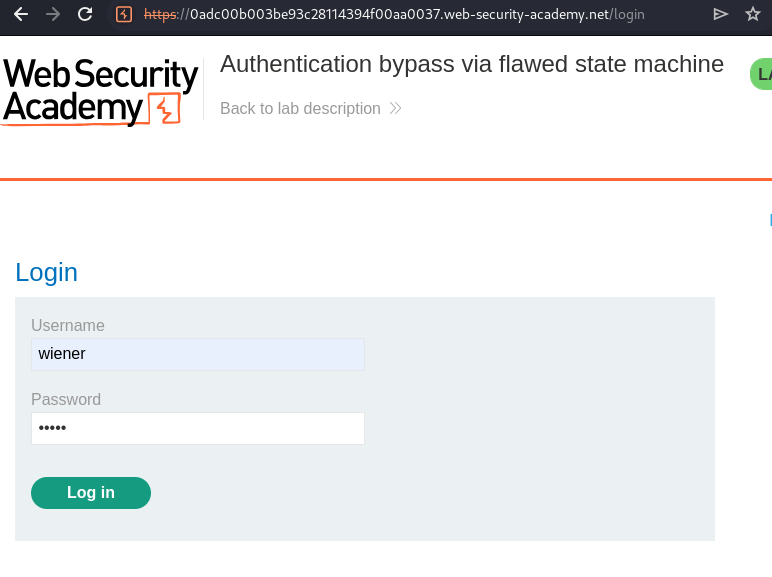 https://0adc00b003be93c28114394f00aa0037.web-security-academy.net/login
Web Security
Academy
Authentication bypass via flawed state machine
Back to lab description
Login
Username
wiener
Password
•••••
Log in